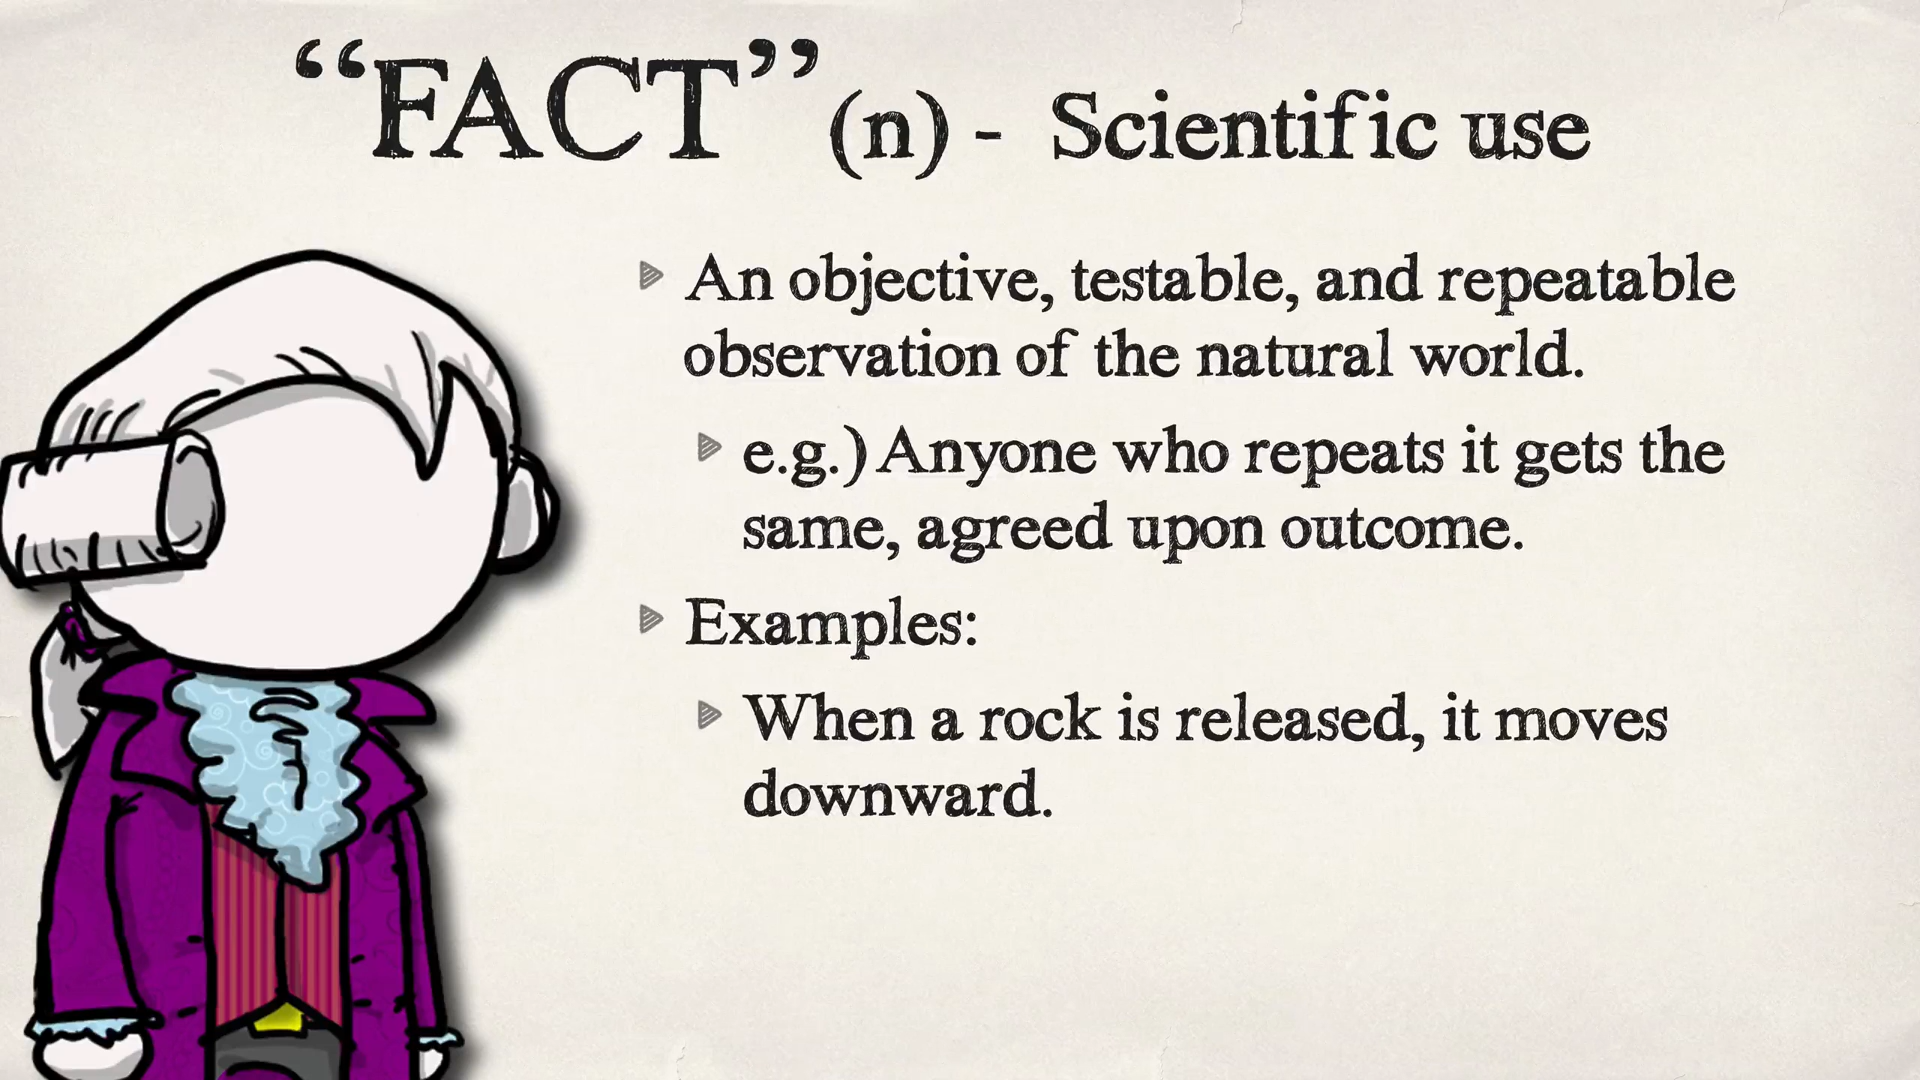 “FACT” (n) - Scientific use
An objective, testable, and repeatable
observation of the natural world.
e.g.) Anyone who repeats it gets the
same, agreed upon outcome.
Examples:
When a rock is released, it moves
downward.